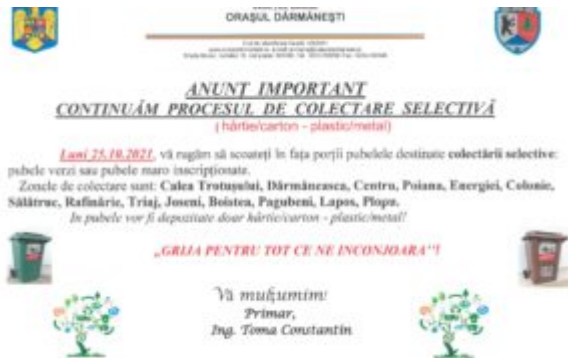 ORAȘUL DĂRMĂNEȘTI
ANUNȚ IMPORTANT
CONTINUĂM PROCESUL DE COLECTARE SELECTIVĂ
( hârtie/carton - plastic/metal)
Luni 25.10.2021, vă rugăm să scoateți în fața porții pubelele destinate colectării selective:
pubele verzi sau pubele maro inscripționate.
Zonele de colectare sunt: Calea Trotușului, Dărmăneasca, Centru, Poiana, Energiei, Colonie,
Sălătruc, Rafinărie, Triaj, Joseni, Boistea, Pagubeni, Lapos, Plopu.
In pubele vor fi depozitate doar hârtie/carton - plastic/metal!
„GRIJA PENTRU TOT CE NE INCONJOARA"!
Vă mulțumim!
Primar,
Ing. Toma Constantin